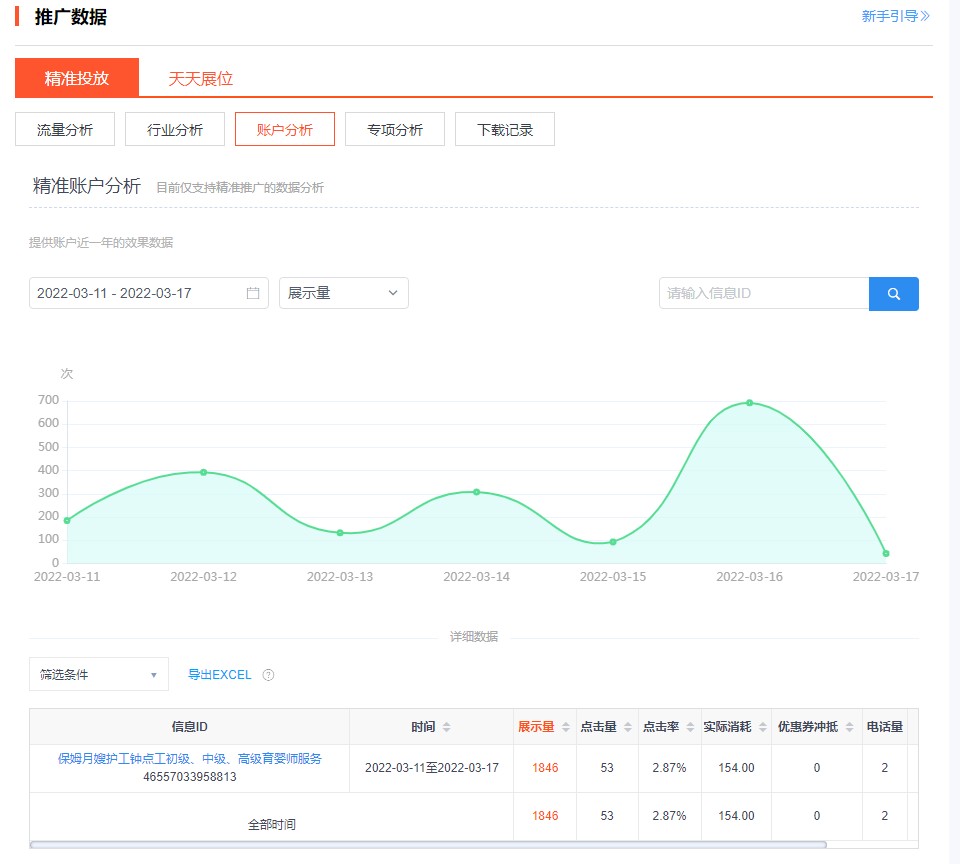 推广数据 新手引导
精准投放 天天展位
流量分析 行业分析 账户分析 专项分析 下载记录
精准账户分析 目前仅支持精准推广的数据分析
提供账户近一年的效果数据
2022-03-11 - 2022-03-17 展示量 请输入信息ID
次
700
600
500
400
300
200
100
0
2022-03-11 2022-03-12 2022-03-13 2022-03-14 2022-03-15 2022-03-16 2022-03-17
详细数据
筛选条件 导出EXCEL ?
信息ID 时间 展示量 点击量 点击率 实际消耗 优惠券冲抵 电话量
保姆月嫂护工钟点工初级、中级、高级育婴师服务
46557033958813 2022-03-11至2022-03-17 1846 53 2.87% 154.00 0 2
全部时间 1846 53 2.87% 154.00 0 2